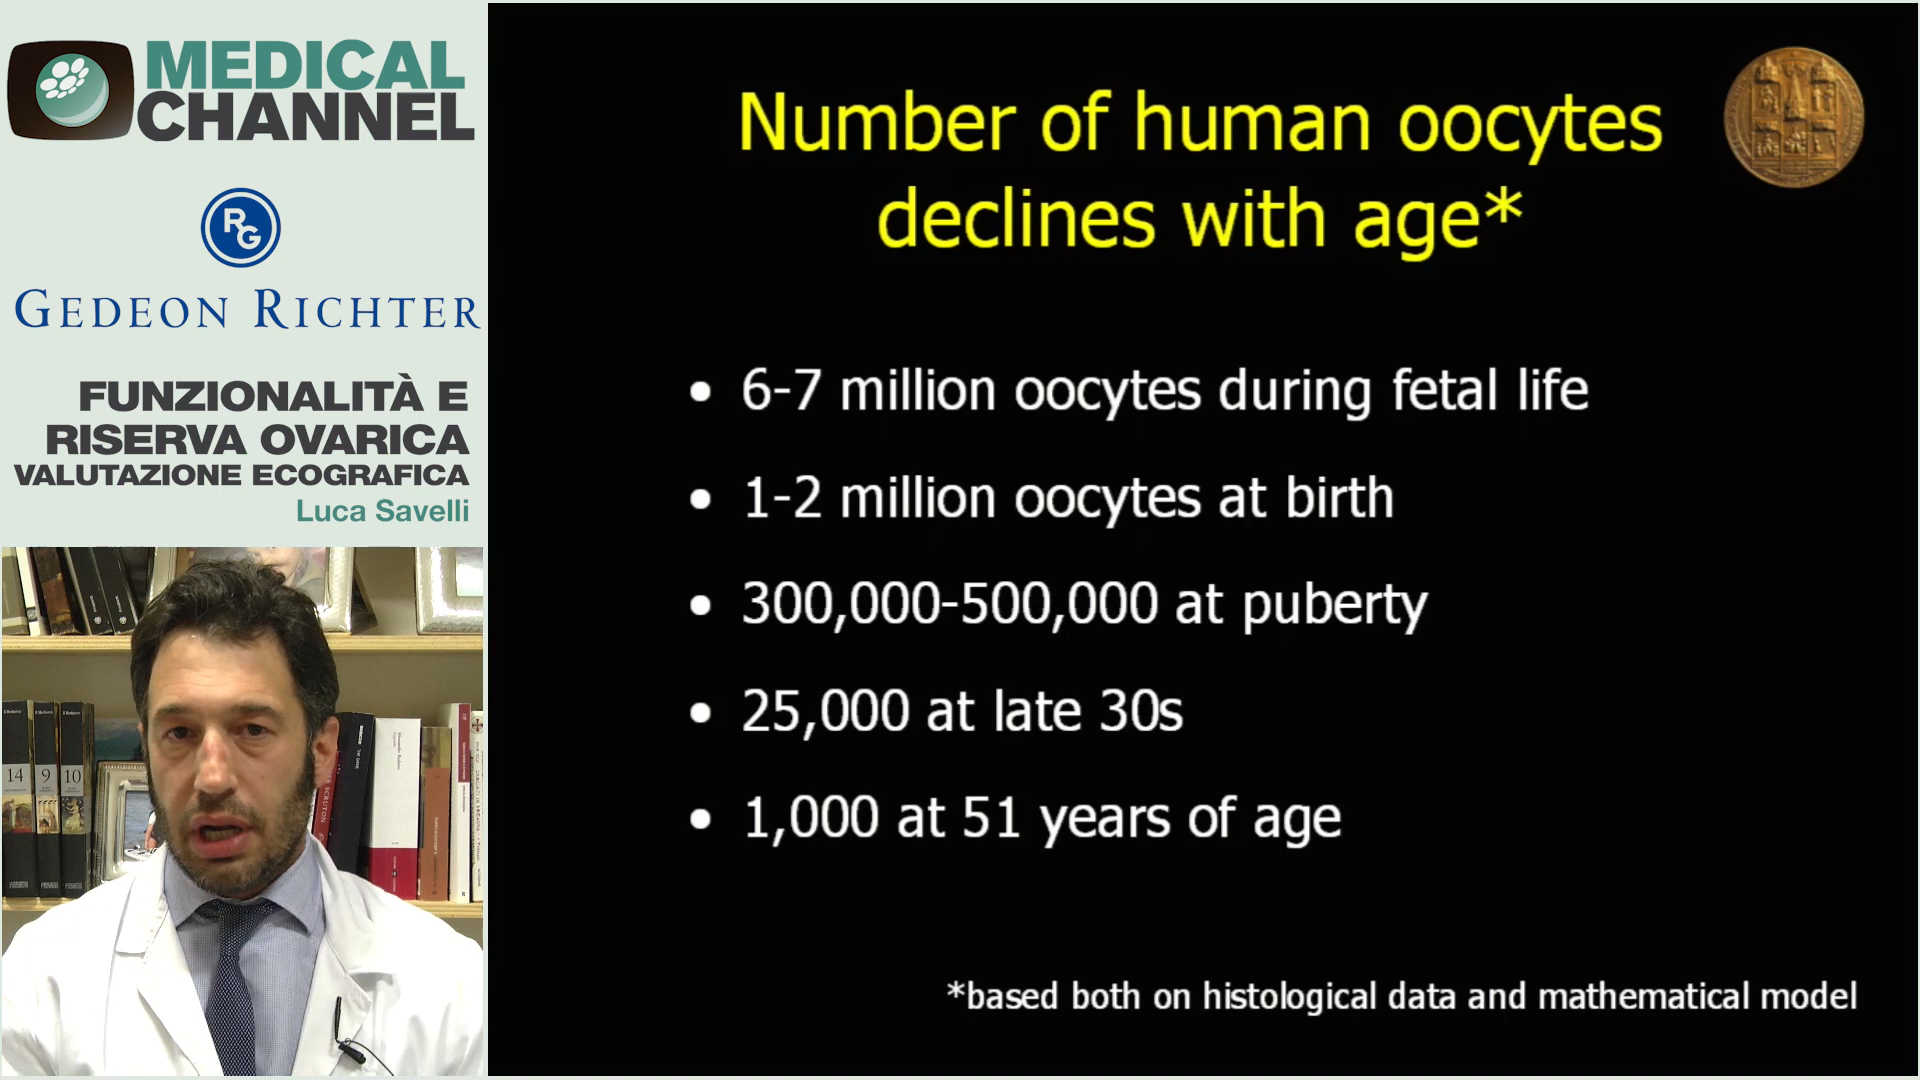 MEDICAL
CHANNEL
RG
GEDEON RICHTER
FUNZIONALITÀ E
RISERVA OVARICA
VALUTAZIONE ECOGRAFICA
Luca Savelli
14 9 10
Number of human oocytes
declines with age*
• 6-7 million oocytes during fetal life
• 1-2 million oocytes at birth
• 300,000-500,000 at puberty
• 25,000 at late 30s
• 1,000 at 51 years of age
*based both on histological data and mathematical model